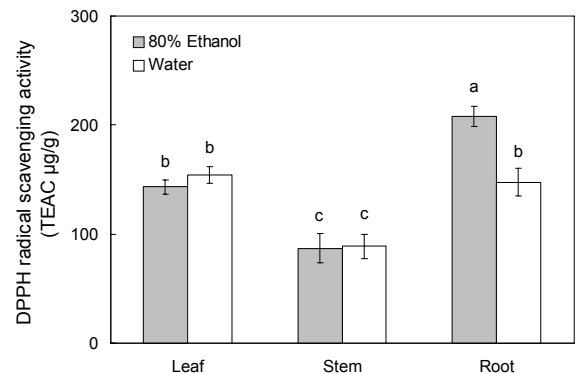 DPPH radical scavenging activity
(TEAC µg/g)
300
200
100
0
80% Ethanol
Water
b
b
c
c
a
b
Leaf
Stem
Root